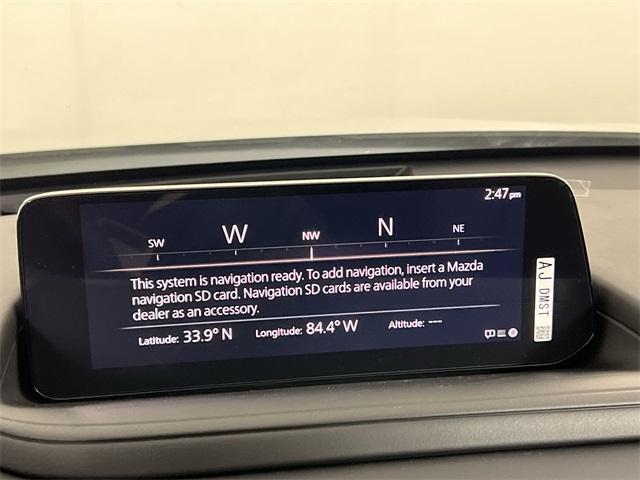 2:47 pm
SW W NW N NE
This system is navigation ready. To add navigation, insert a Mazda
navigation SD card. Navigation SD cards are available from your
dealer as an accessory.
Latitude: 33.9° N Longitude: 84.4° W Altitude: ---
AJ DMST